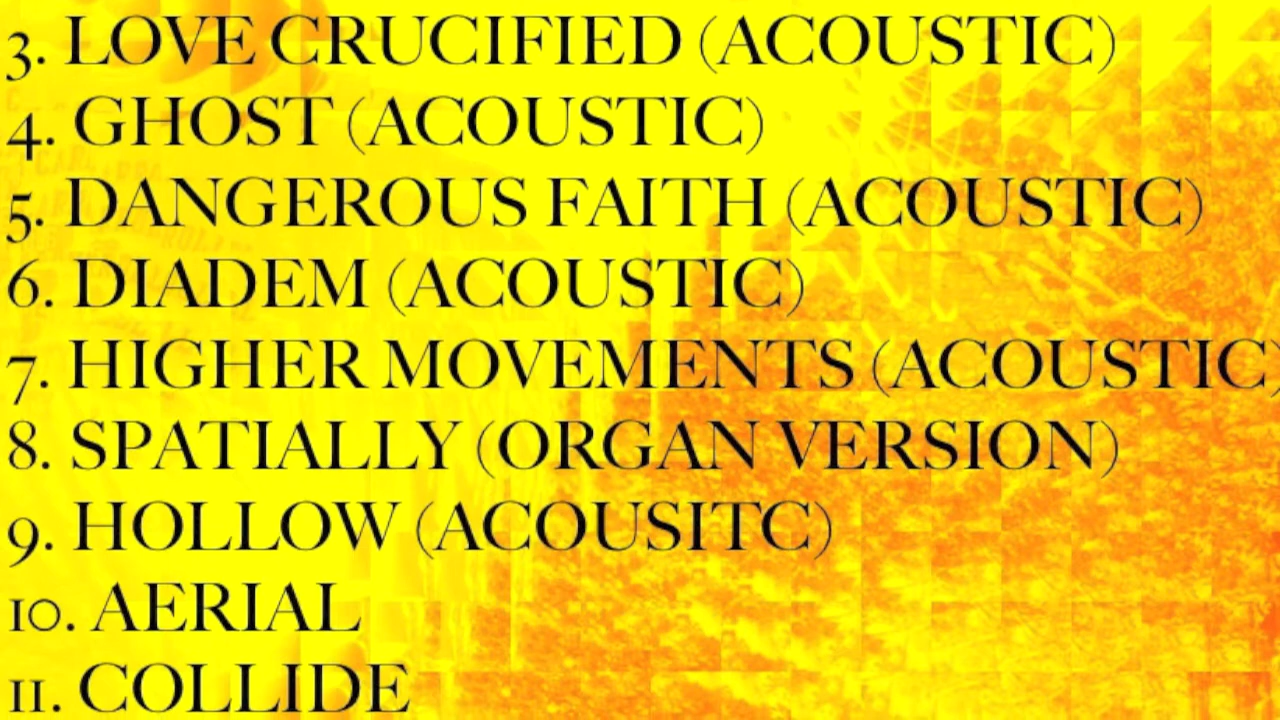 3. LOVE CRUCIFIED (ACOUSTIC)
4. GHOST (ACOUSTIC)
5. DANGEROUS FAITH (ACOUSTIC)
6. DIADEM (ACOUSTIC)
7. HIGHER MOVEMENTS (ACOUSTIC)
8. SPATIALLY (ORGAN VERSION)
9. HOLLOW (ACOUSITC)
10. AERIAL
11. COLLIDE